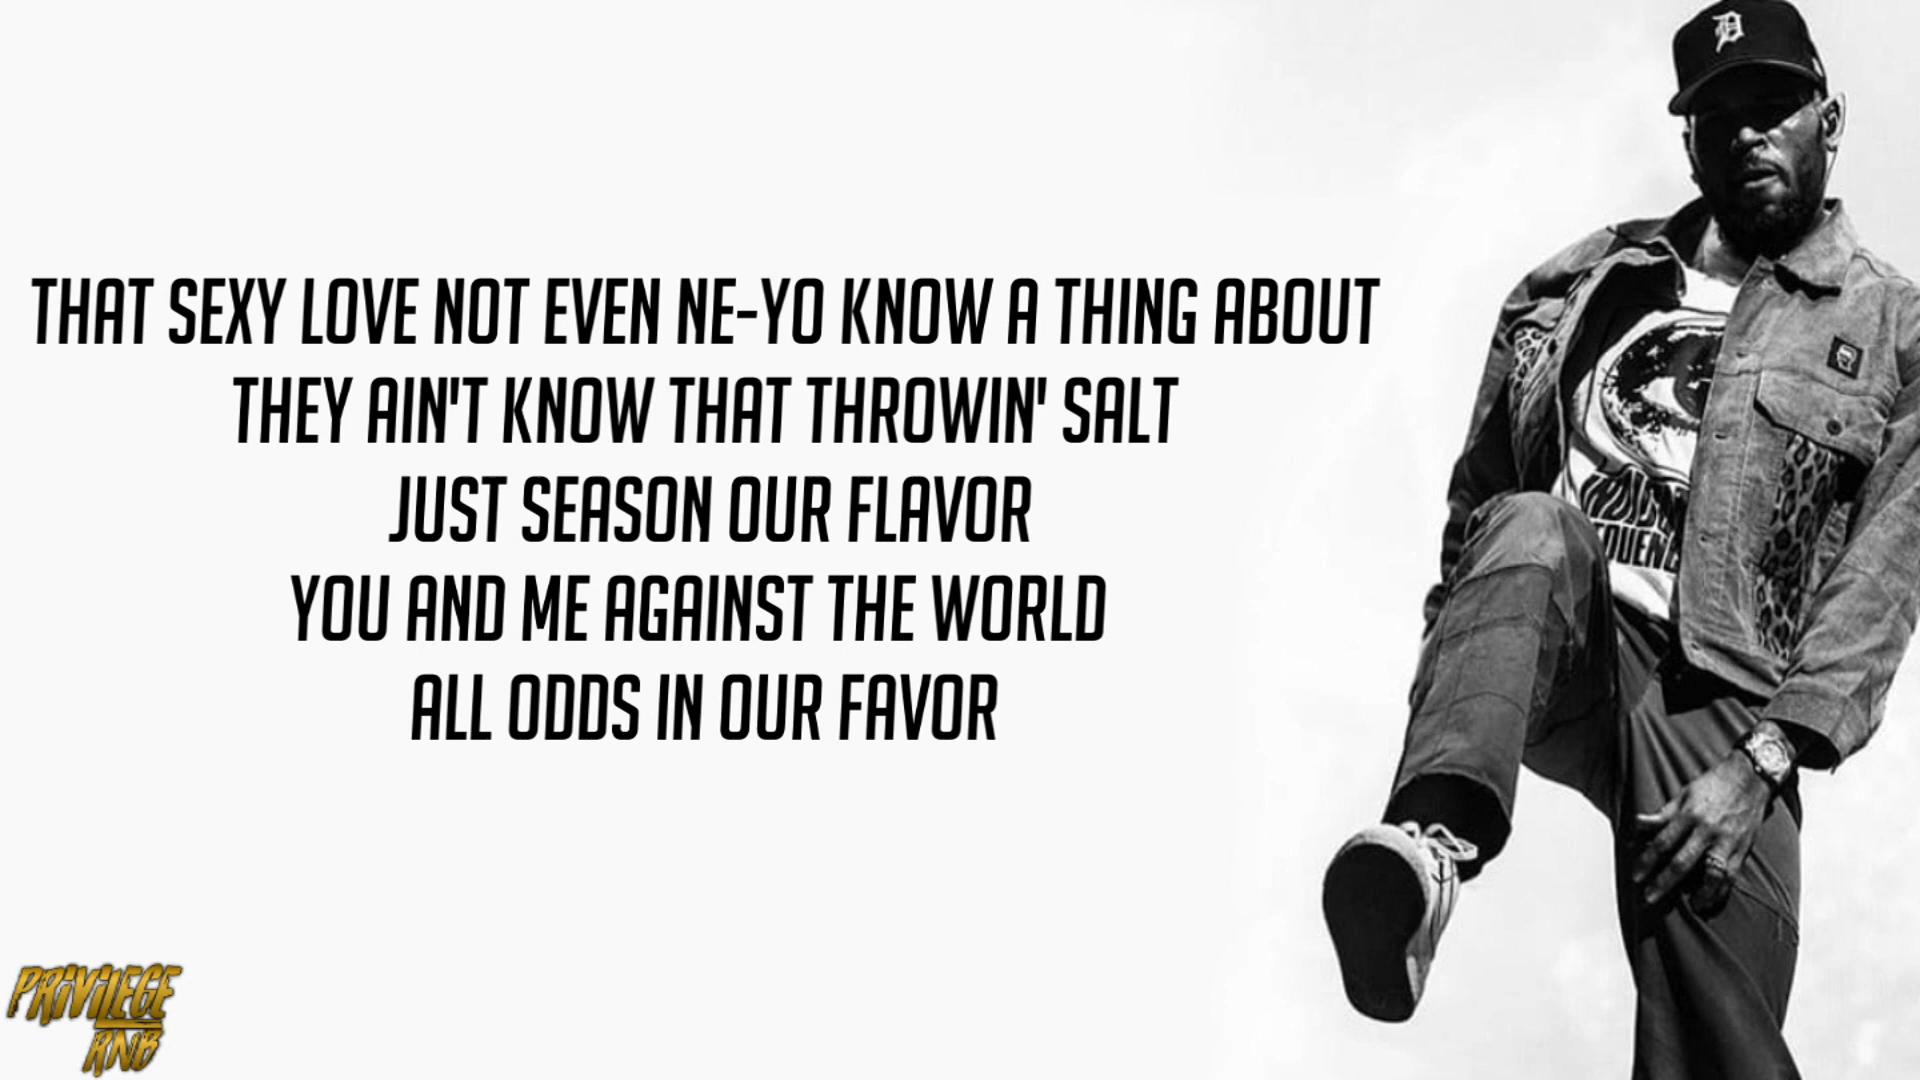 THAT SEXY LOVE NOT EVEN NE-YO KNOW A THING ABOUT
THEY AIN'T KNOW THAT THROWIN' SALT
JUST SEASON OUR FLAVOR
YOU AND ME AGAINST THE WORLD
ALL ODDS IN OUR FAVOR
D
PRIVILEGE
RNB